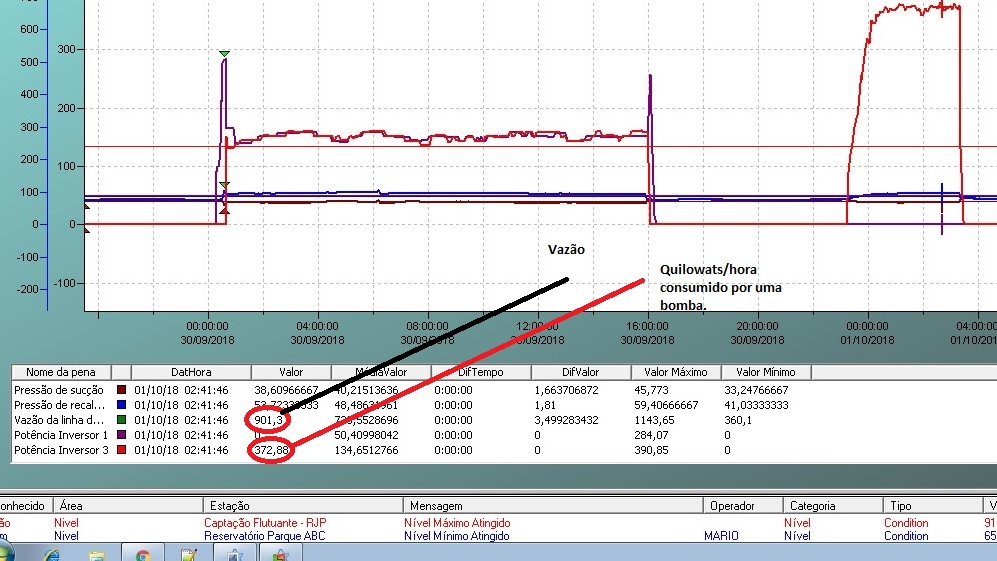 700
600
500
400
300
200
100
0
-100
-200
400
300
200
100
0
-100
00:00:00 04:00:00 08:00:00 12:00:00 16:00:00 20:00:00 00:00:00 04:00
30/09/2018 30/09/2018 30/09/2018 30/09/2018 30/09/2018 30/09/2018 01/10/2018 01/10/20
Vazão
Quilowats/hora
consumido por uma
bomba.
Nome da pena DatHora Valor MédiaValor DifTempo DifValor Valor Máximo Valor Mínimo
Pressão de sucção 01/10/18 02:41:46 38,60966667 40,21513636 0:00:00 1,663706872 45,773 33,24766667
Pressão de recal... 01/10/18 02:41:46 48,48631961 0:00:00 1,81 59,40666667 41,03333333
Vazão da linha d... 01/10/18 02:41:46 901,3 0:00:00 3,499283432 1143,65 360,1
Potência Inversor 1 01/10/18 02:41:46 0 50,40998042 0:00:00 0 284,07 0
Potência Inversor 3 01/10/18 02:41:46 372,88 134,6512766 0:00:00 0 390,85 0
onhecido Área Estação Mensagem Operador Categoria Tipo V
ão Nivel Captação Flutuante - RJP Nível Máximo Atingido Nível Condition 91
m Nivel Reservatório Parque ABC Nível Mínimo Atingido MARIO Nível Condition 65